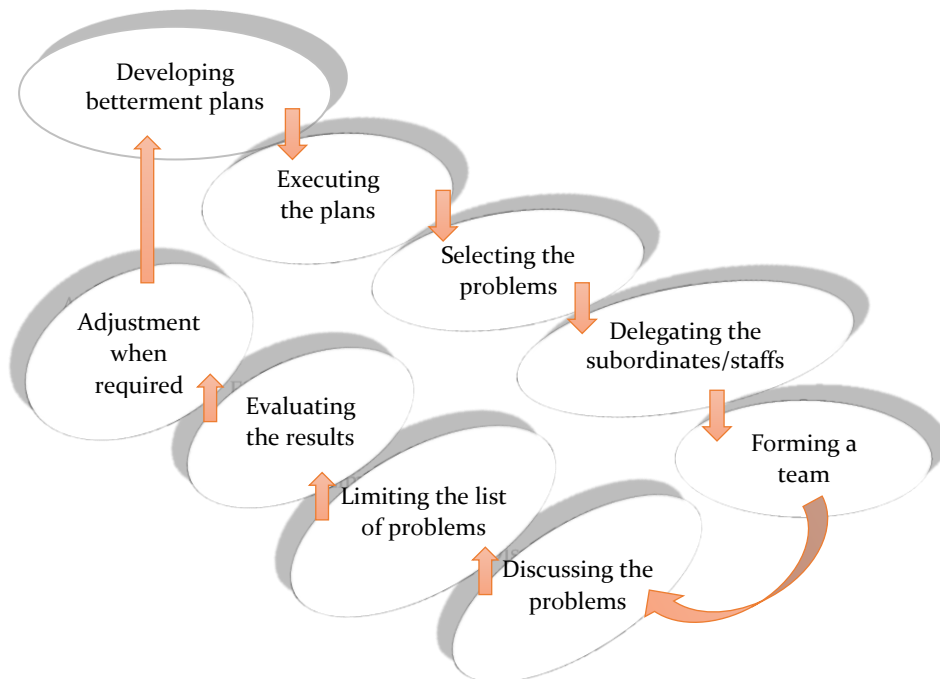 Developing
betterment plans
Executing
the plans
Selecting the
problems
Delegating the
subordinates/staffs
Forming a
team
Discussing the
problems
Limiting the list
of problems
Evaluating
the results
Adjustment
when
required